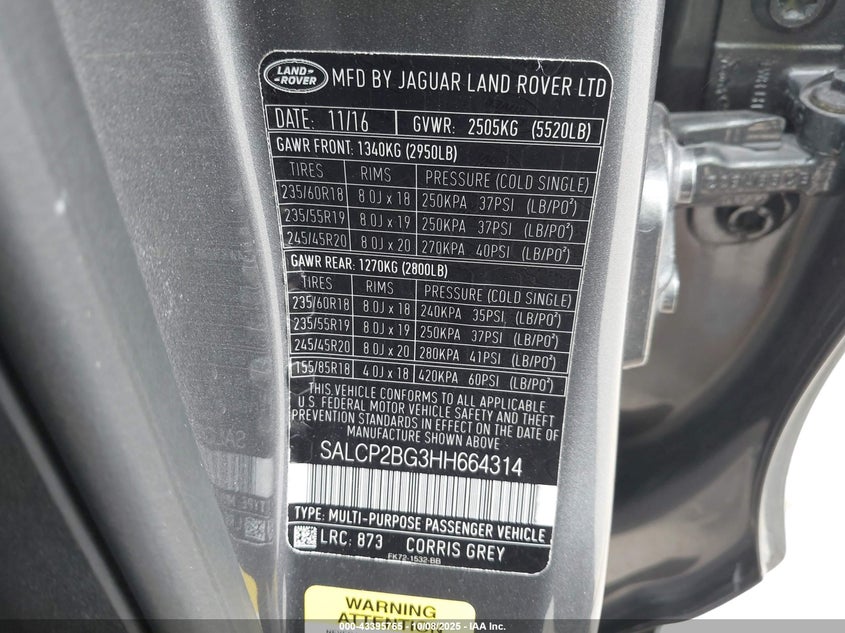 LAND ROVER
MFD BY JAGUAR LAND ROVER LTD
DATE: 11/16 GVWR: 2505KG (5520LB)
GAWR FRONT: 1340KG (2950LB)
TIRES RIMS PRESSURE (COLD SINGLE)
235/60R18 8.0J x 18 250KPA 37PSI (LB/PO²)
235/55R19 8.0J x 19 250KPA 37PSI (LB/PO²)
245/45R20 8.0J x 20 270KPA 40PSI (LB/PO²)
GAWR REAR: 1270KG (2800LB)
TIRES RIMS PRESSURE (COLD SINGLE)
235/60R18 8.0J x 18 240KPA 35PSI, (LB/PO²)
235/55R19 8.0J x 19 250KPA 37PSI (LB/PO²)
245/45R20 8.0J x 20 280KPA 41PSI (LB/PO²)
155/85R18 4.0J x 18 420KPA 60PSI (LB/PO²)
THIS VEHICLE CONFORMS TO ALL APPLICABLE
U.S. FEDERAL MOTOR VEHICLE SAFETY AND THEFT
PREVENTION STANDARDS IN EFFECT ON THE DATE OF
MANUFACTURE SHOWN ABOVE
SALCP2BG3HH664314
TYPE: MULTI-PURPOSE PASSENGER VEHICLE
LRC: 873 CORRIS GREY
FK72-1532-BB
WARNING
000-43395765 - 10/08/2025 - IAA Inc.